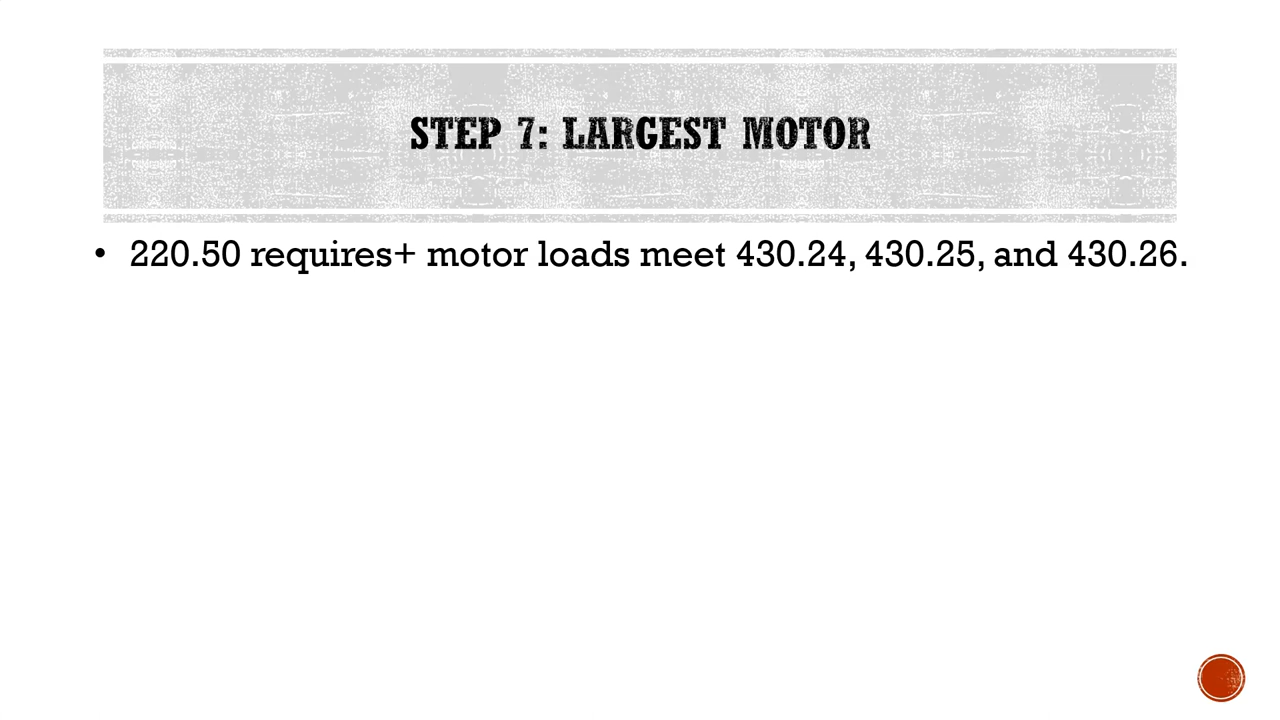 STEP 7: LARGEST MOTOR
• 220.50 requires+ motor loads meet 430.24, 430.25, and 430.26.